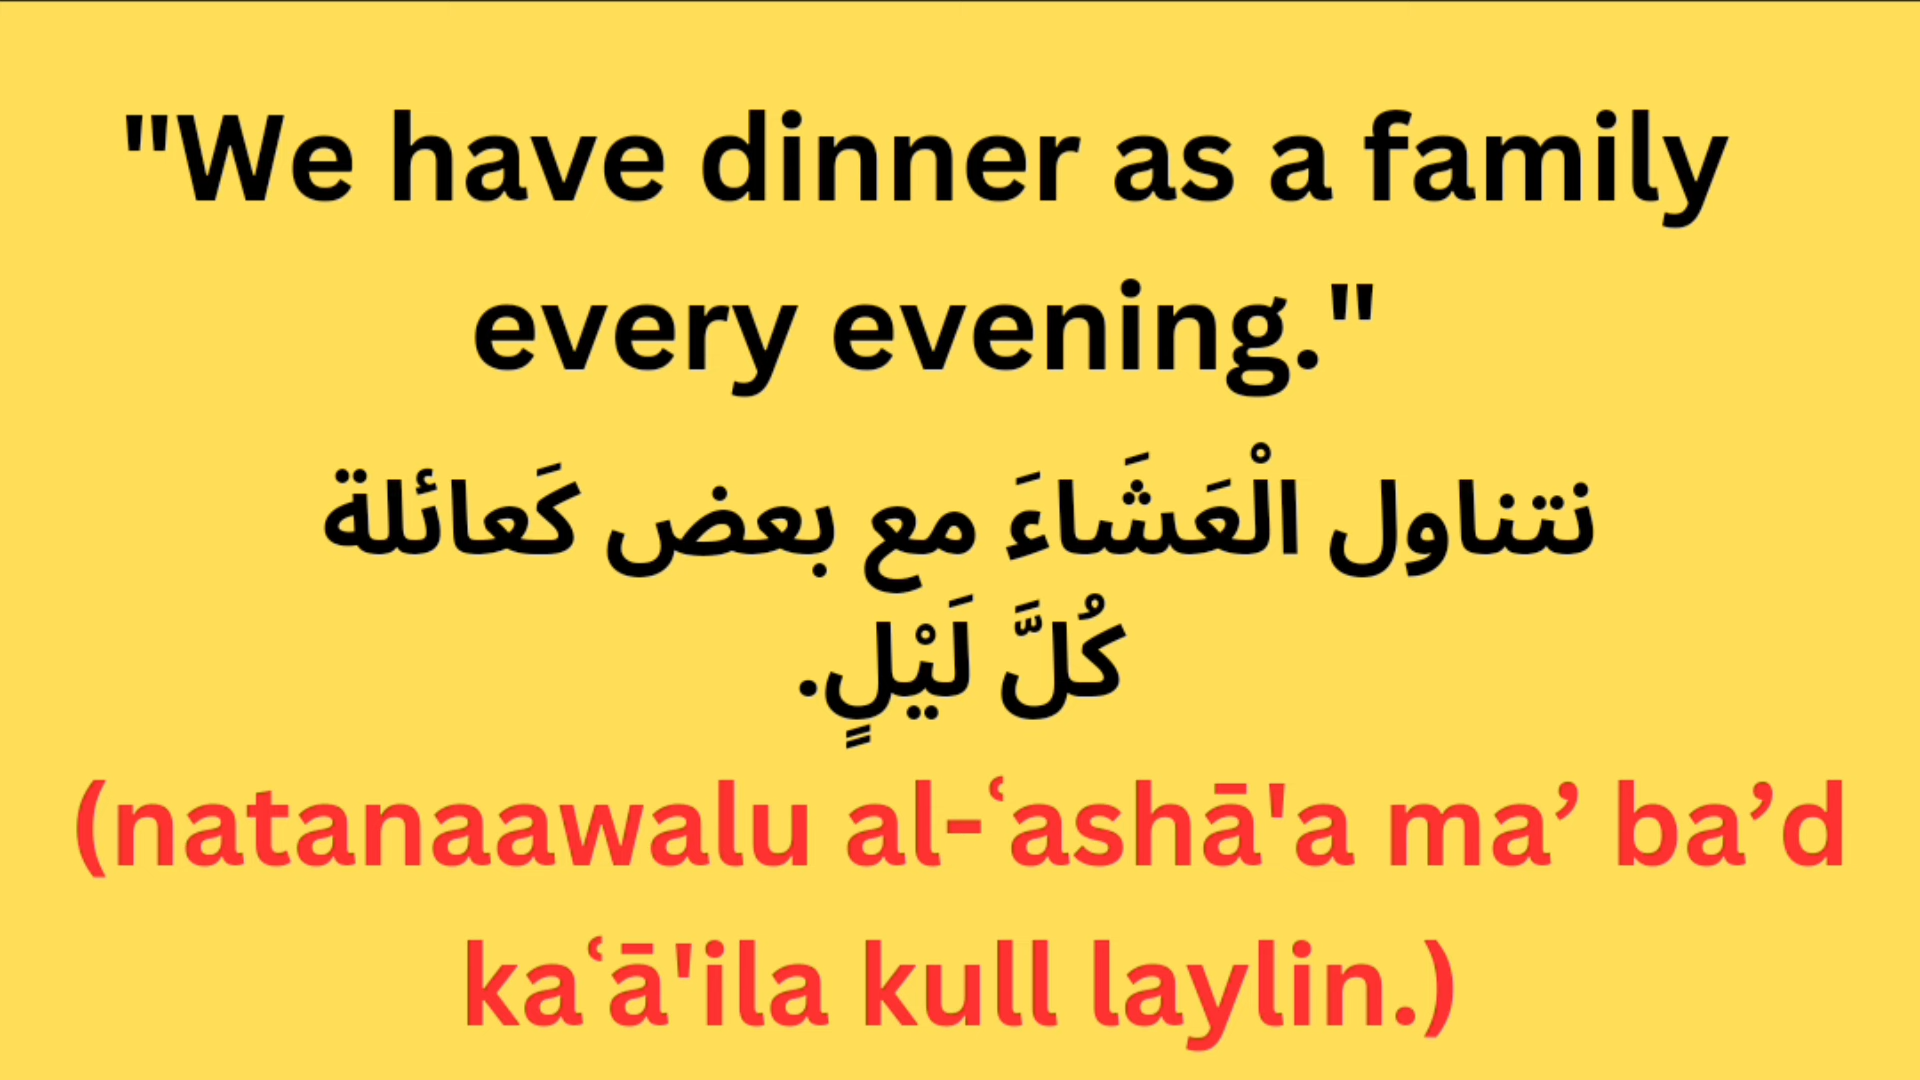 "We have dinner as a family
every evening."
نتناول الْعَشَاءَ مع بعض كَعائلة
كُلَّ لَيْلٍ.
(natanaawalu al-ʿashā'a ma’ ba’d
kaʿā'ila kull laylin.)